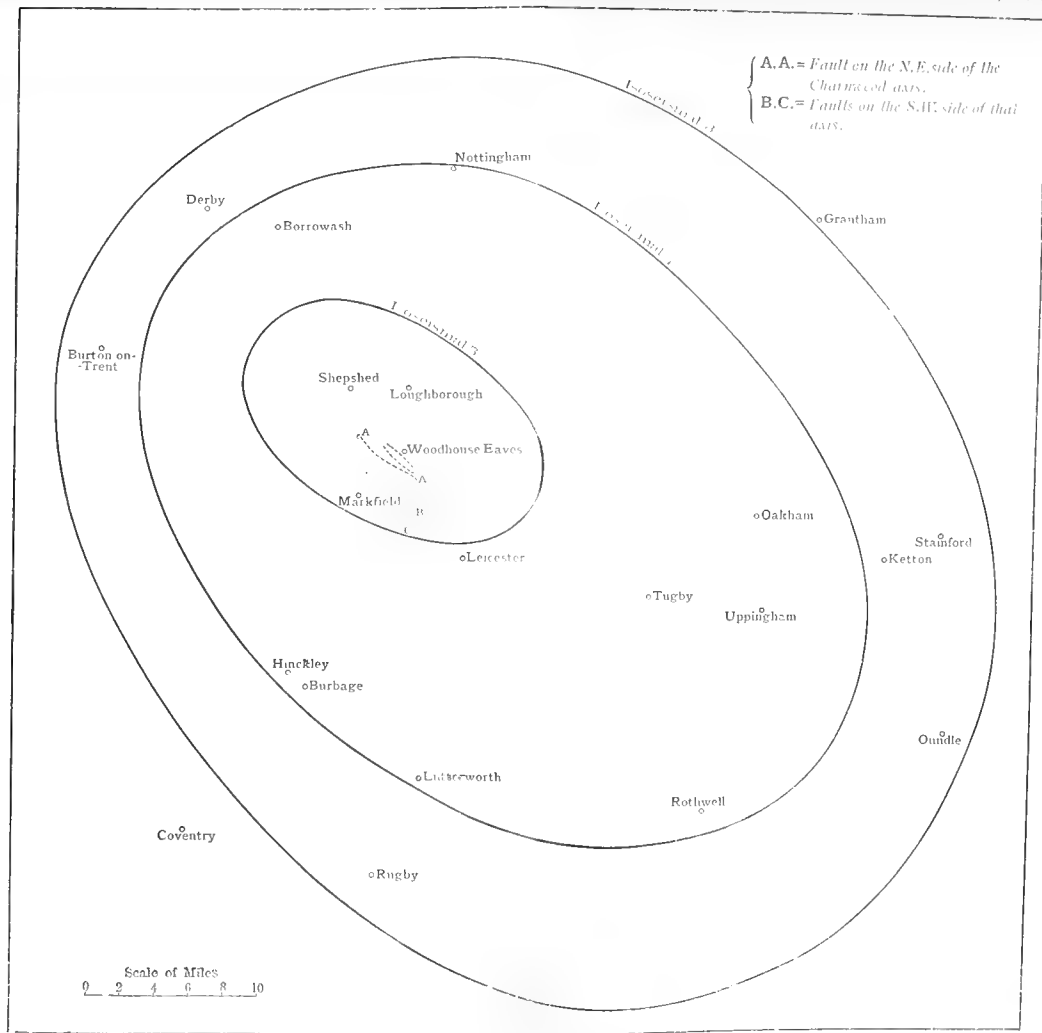 A.A.= Fault on the N.E. side of the
Charnwood axis.
B.C.= Faults on the S.W. side of that
axis.
Isoseismal 3
Nottingham
Derby
Grantham
Borrowash
Isoseismal 3
Burton on-
-Trent
Shepshed
Loughborough
A
Woodhouse Eaves
A
Markfield
B
C
Oakham
Stamford
Leicester
Ketton
Tugby
Uppingham
Hinckley
Burbage
Oundle
Lutterworth
Rothwell
Coventry
Rugby
Scale of Miles
0 2 4 6 8 10